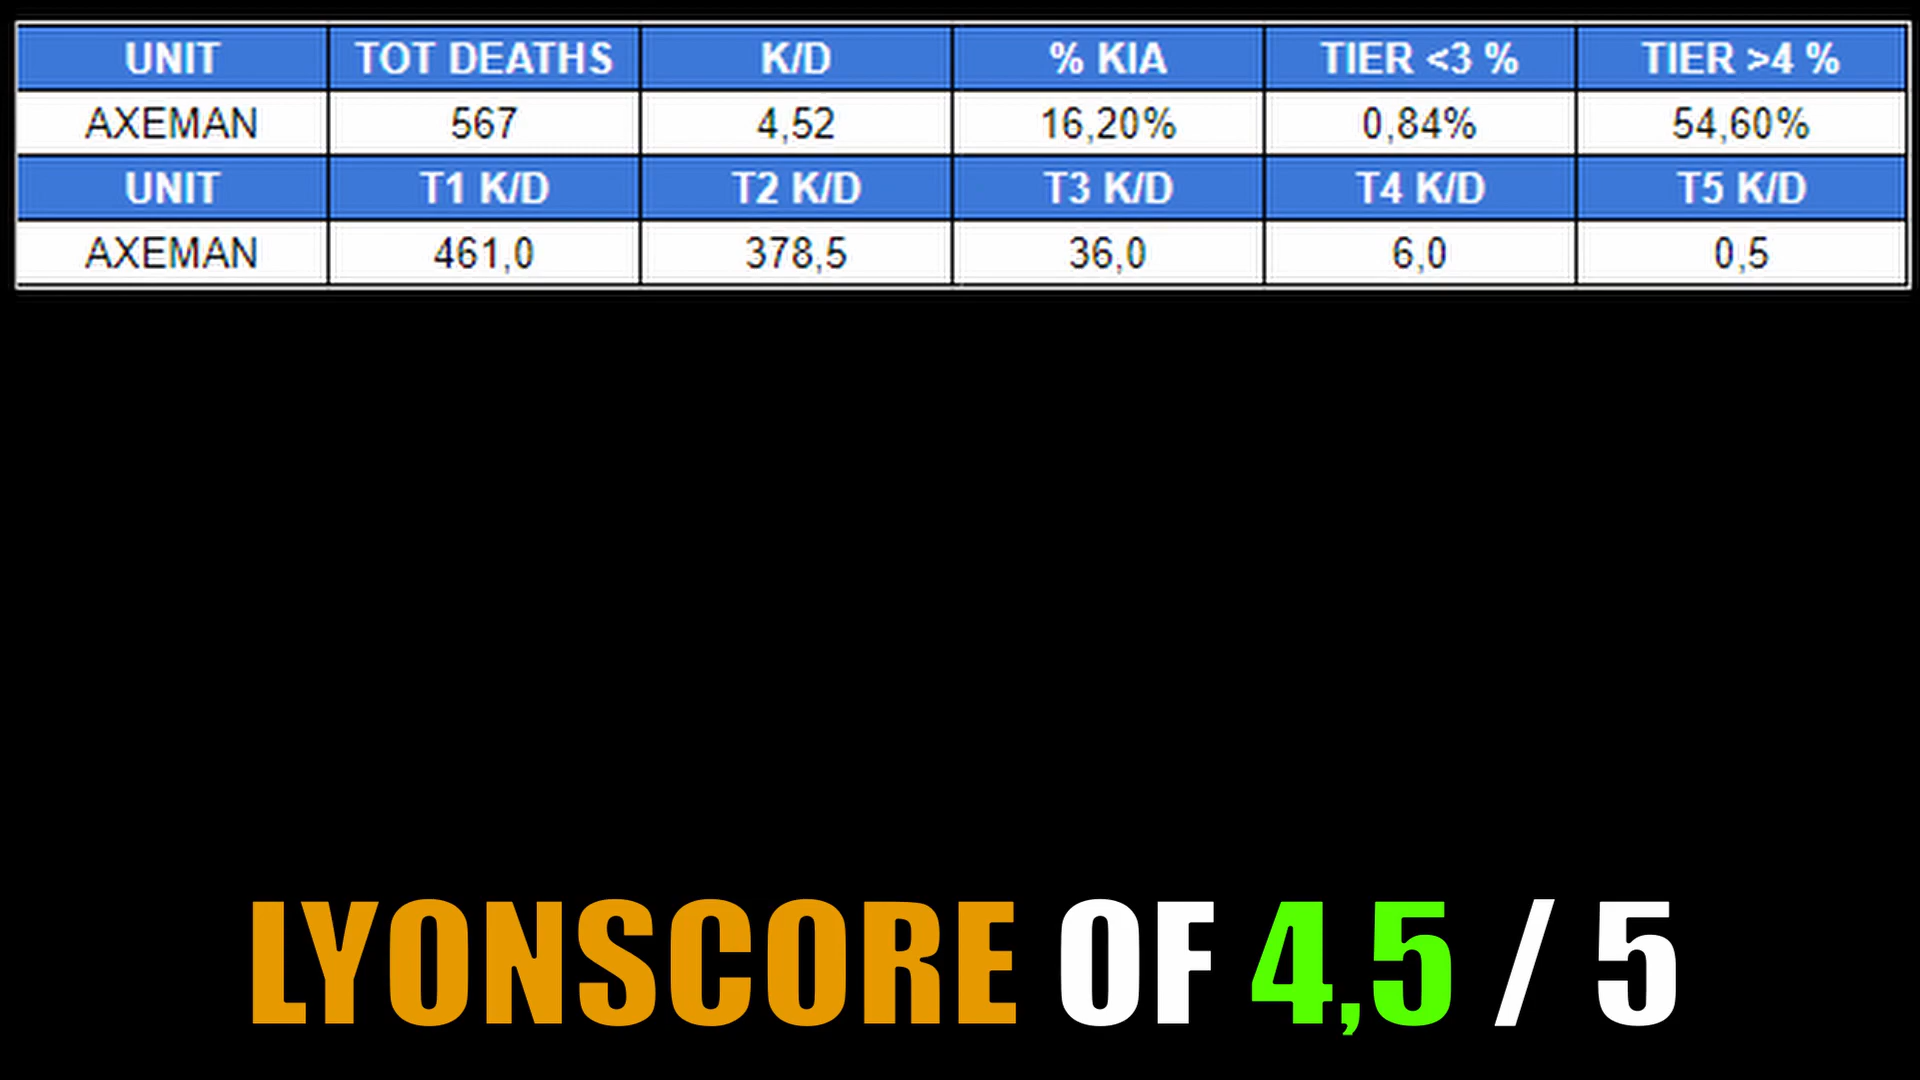 UNIT TOT DEATHS K/D % KIA TIER <3 % TIER >4 %
AXEMAN 567 4,52 16,20% 0,84% 54,60%
UNIT T1 K/D T2 K/D T3 K/D T4 K/D T5 K/D
AXEMAN 461,0 378,5 36,0 6,0 0,5
LYONSCORE OF 4,5 / 5